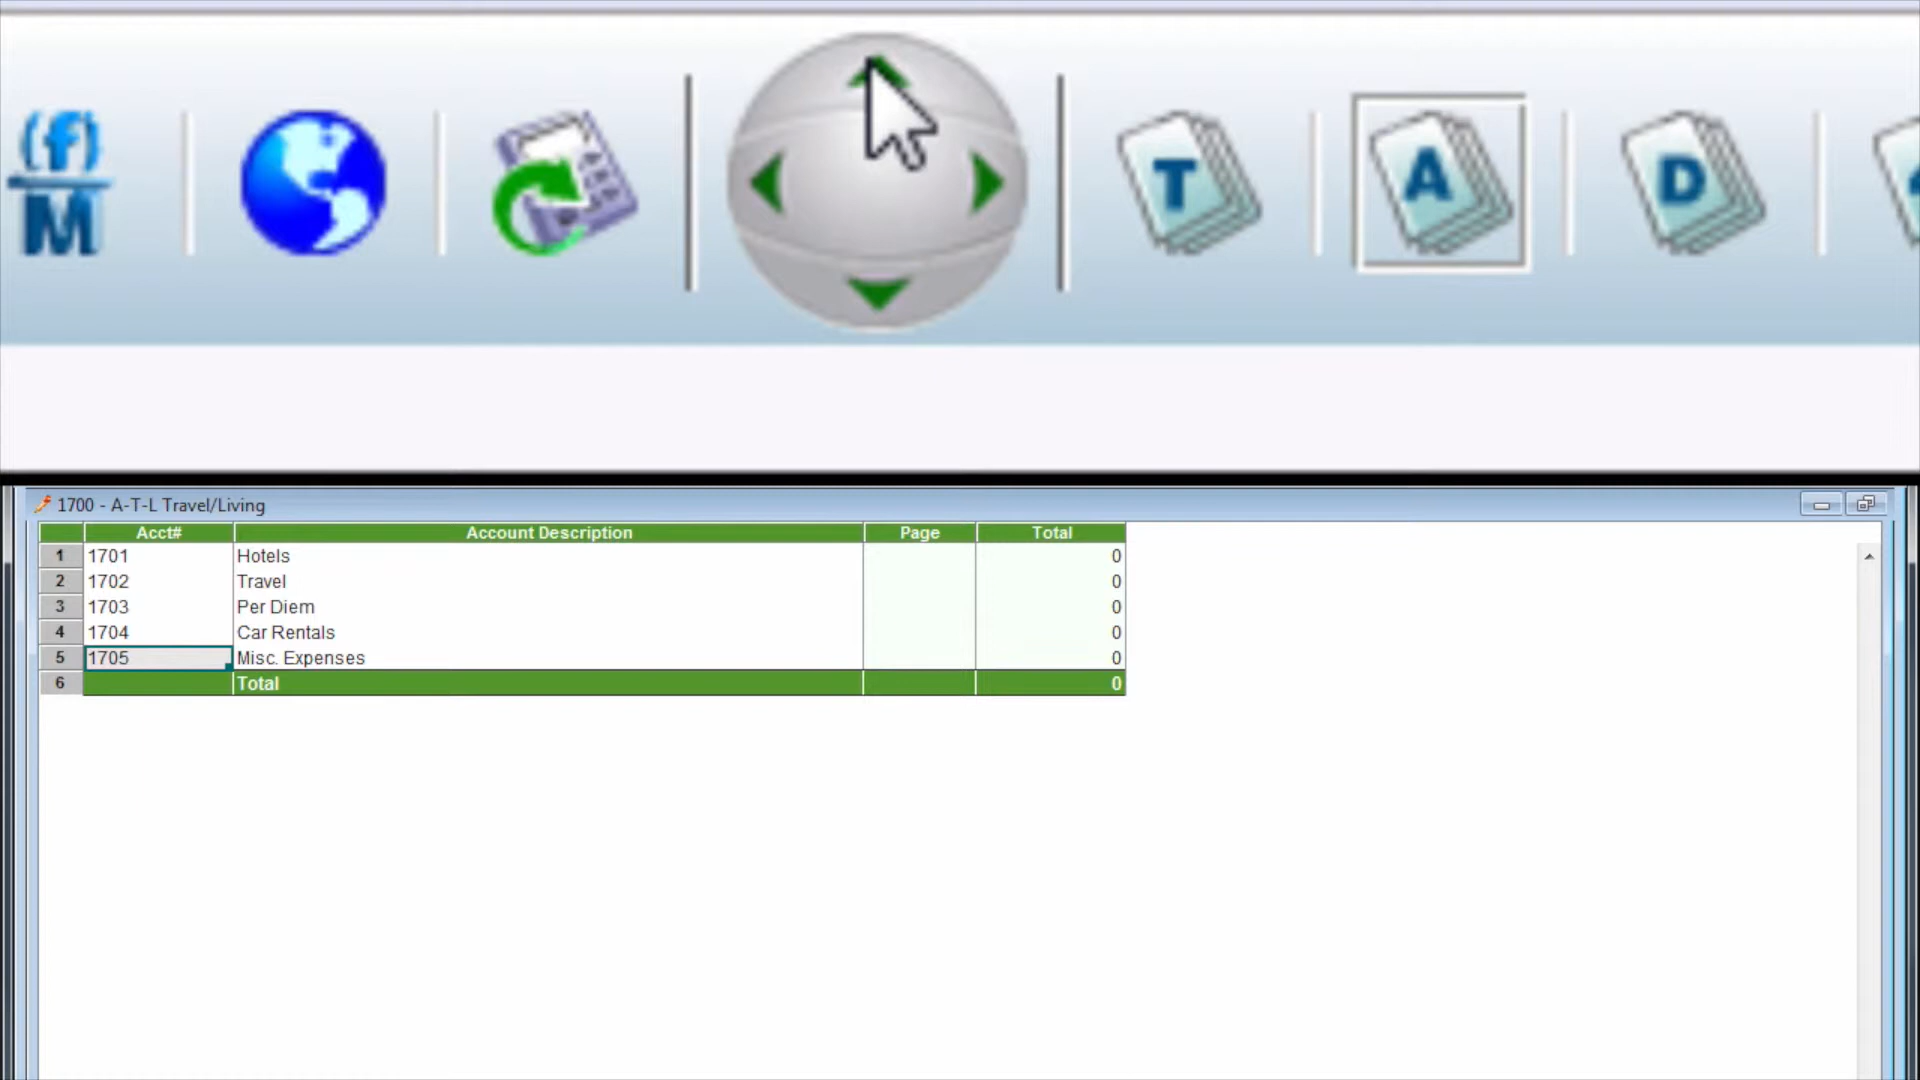 (f)
M
T
A
D
1700 - A-T-L Travel/Living
Acct# Account Description Page Total
1 1701 Hotels 0
2 1702 Travel 0
3 1703 Per Diem 0
4 1704 Car Rentals 0
5 1705 Misc. Expenses 0
6 Total 0